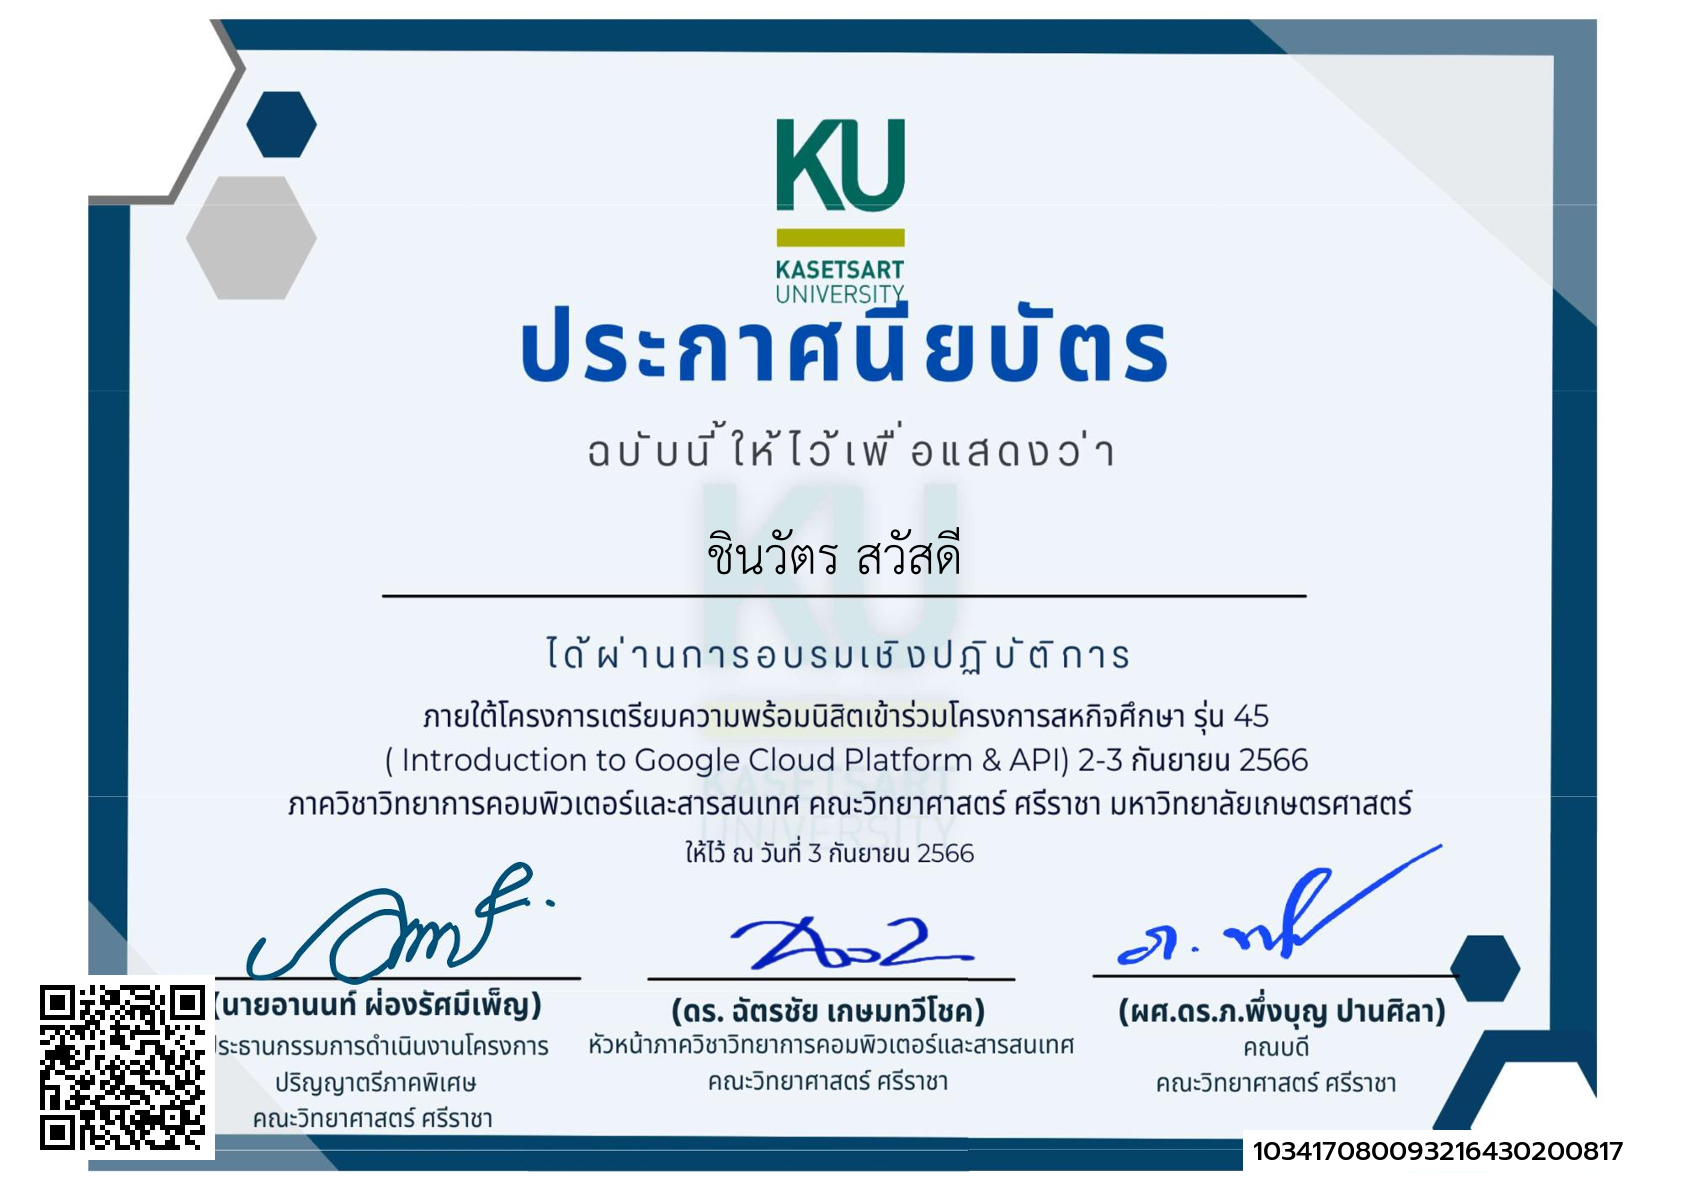 KU
KASETSART
UNIVERSITY
ประกาศนียบัตร
ฉบับนี้ให้ไว้เพื่อแสดงว่า
ชินวัตร สวัสดี
ได้ผ่านการอบรมเชิงปฏิบัติการ
ภายใต้โครงการเตรียมความพร้อมนิสิตเข้าร่วมโครงการสหกิจศึกษา รุ่น 45
( Introduction to Google Cloud Platform & API) 2-3 กันยายน 2566
ภาควิชาวิทยาการคอมพิวเตอร์และสารสนเทศ คณะวิทยาศาสตร์ ศรีราชา มหาวิทยาลัยเกษตรศาสตร์
ให้ไว้ ณ วันที่ 3 กันยายน 2566
(นายอานนท์ ผ่องรัศมีเพ็ญ)
ประธานกรรมการดำเนินงานโครงการ
ปริญญาตรีภาคพิเศษ
คณะวิทยาศาสตร์ ศรีราชา
(ดร. ฉัตรชัย เกษมทวีโชค)
หัวหน้าภาควิชาวิทยาการคอมพิวเตอร์และสารสนเทศ
คณะวิทยาศาสตร์ ศรีราชา
(ผศ.ดร.ภ.พึ่งบุญ ปานศิลา)
คณบดี
คณะวิทยาศาสตร์ ศรีราชา
103417080093216430200817